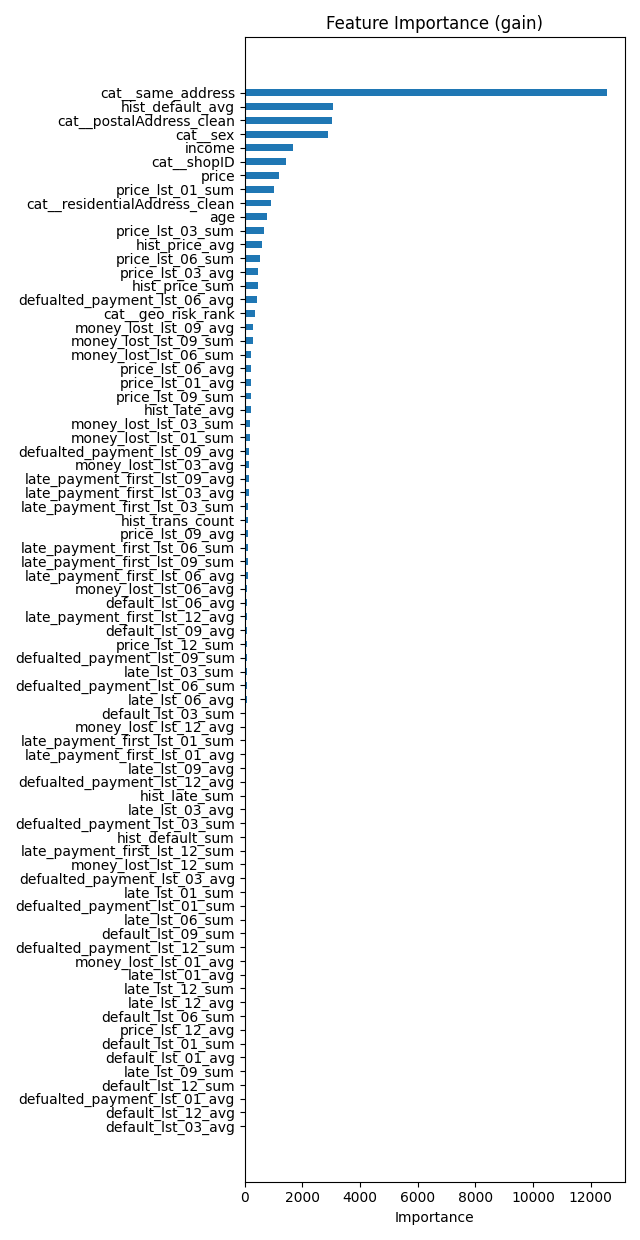 Feature Importance (gain)
cat__same_address
hist_default_avg
cat__postalAddress_clean
cat__sex
income
cat__shopID
price
price_lst_01_sum
cat__residentialAddress_clean
age
price_lst_03_sum
hist_price_avg
price_lst_06_sum
price_lst_03_avg
hist_price_sum
defualted_payment_lst_06_avg
cat__geo_risk_rank
money_lost_lst_09_avg
money_lost_lst_09_sum
money_lost_lst_06_sum
price_lst_06_avg
price_lst_01_avg
price_lst_09_sum
hist_late_avg
money_lost_lst_03_sum
money_lost_lst_01_sum
defualted_payment_lst_09_avg
money_lost_lst_03_avg
late_payment_first_lst_09_avg
late_payment_first_lst_03_avg
late_payment_first_lst_03_sum
hist_trans_count
price_lst_09_avg
late_payment_first_lst_06_sum
late_payment_first_lst_09_sum
late_payment_first_lst_06_avg
money_lost_lst_06_avg
default_lst_06_avg
late_payment_first_lst_12_avg
default_lst_09_avg
price_lst_12_sum
defualted_payment_lst_09_sum
late_lst_03_sum
defualted_payment_lst_06_sum
late_lst_06_avg
default_lst_03_sum
money_lost_lst_12_avg
late_payment_first_lst_01_sum
late_payment_first_lst_01_avg
late_lst_09_avg
defualted_payment_lst_12_avg
hist_late_sum
late_lst_03_avg
defualted_payment_lst_03_sum
hist_default_sum
late_payment_first_lst_12_sum
money_lost_lst_12_sum
defualted_payment_lst_03_avg
late_lst_01_sum
defualted_payment_lst_01_sum
late_lst_06_sum
default_lst_09_sum
defualted_payment_lst_12_sum
money_lost_lst_01_avg
late_lst_01_avg
late_lst_12_sum
late_lst_12_avg
default_lst_06_sum
price_lst_12_avg
default_lst_01_sum
default_lst_01_avg
late_lst_09_sum
default_lst_12_sum
defualted_payment_lst_01_avg
default_lst_12_avg
default_lst_03_avg
0 2000 4000 6000 8000 10000 12000
Importance